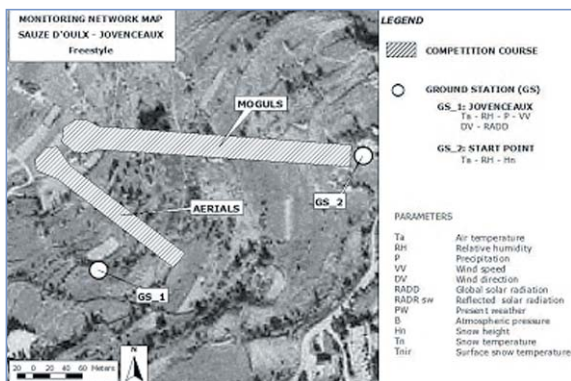 MONITORING NETWORK MAP
SAUZE D'OULX - JOVENCEAUX
Freestyle
MOGULS
AERIALS
GS_2
GS_1
20 0 20 40 60 Meters
N
LEGEND
COMPETITION COURSE
GROUND STATION (GS)
GS_1: JOVENCEAUX
Ta - RH - P - VV
DV - RADD
GS_2: START POINT
Ta - RH - Hn
PARAMETERS
Ta Air temperature
RH Relative humidity
P Precipitation
VV Wind speed
DV Wind direction
RADD Global solar radiation
RADR sw Reflected solar radiation
PW Present weather
B Atmospheric pressure
Hn Snow height
Tn Snow temperature
Tnir Surface snow temperature